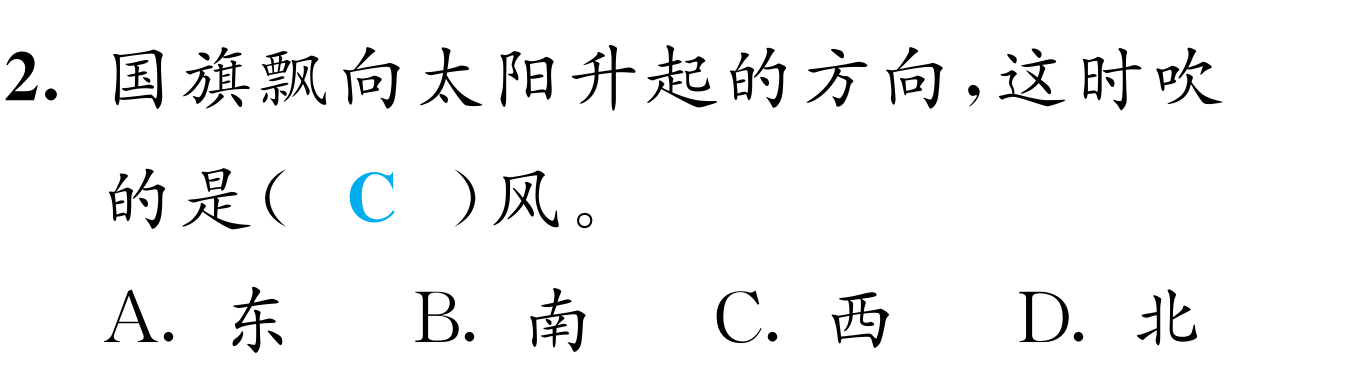 2. 国旗飘向太阳升起的方向,这时吹
的是( C )风。
A. 东 B. 南 C. 西 D. 北